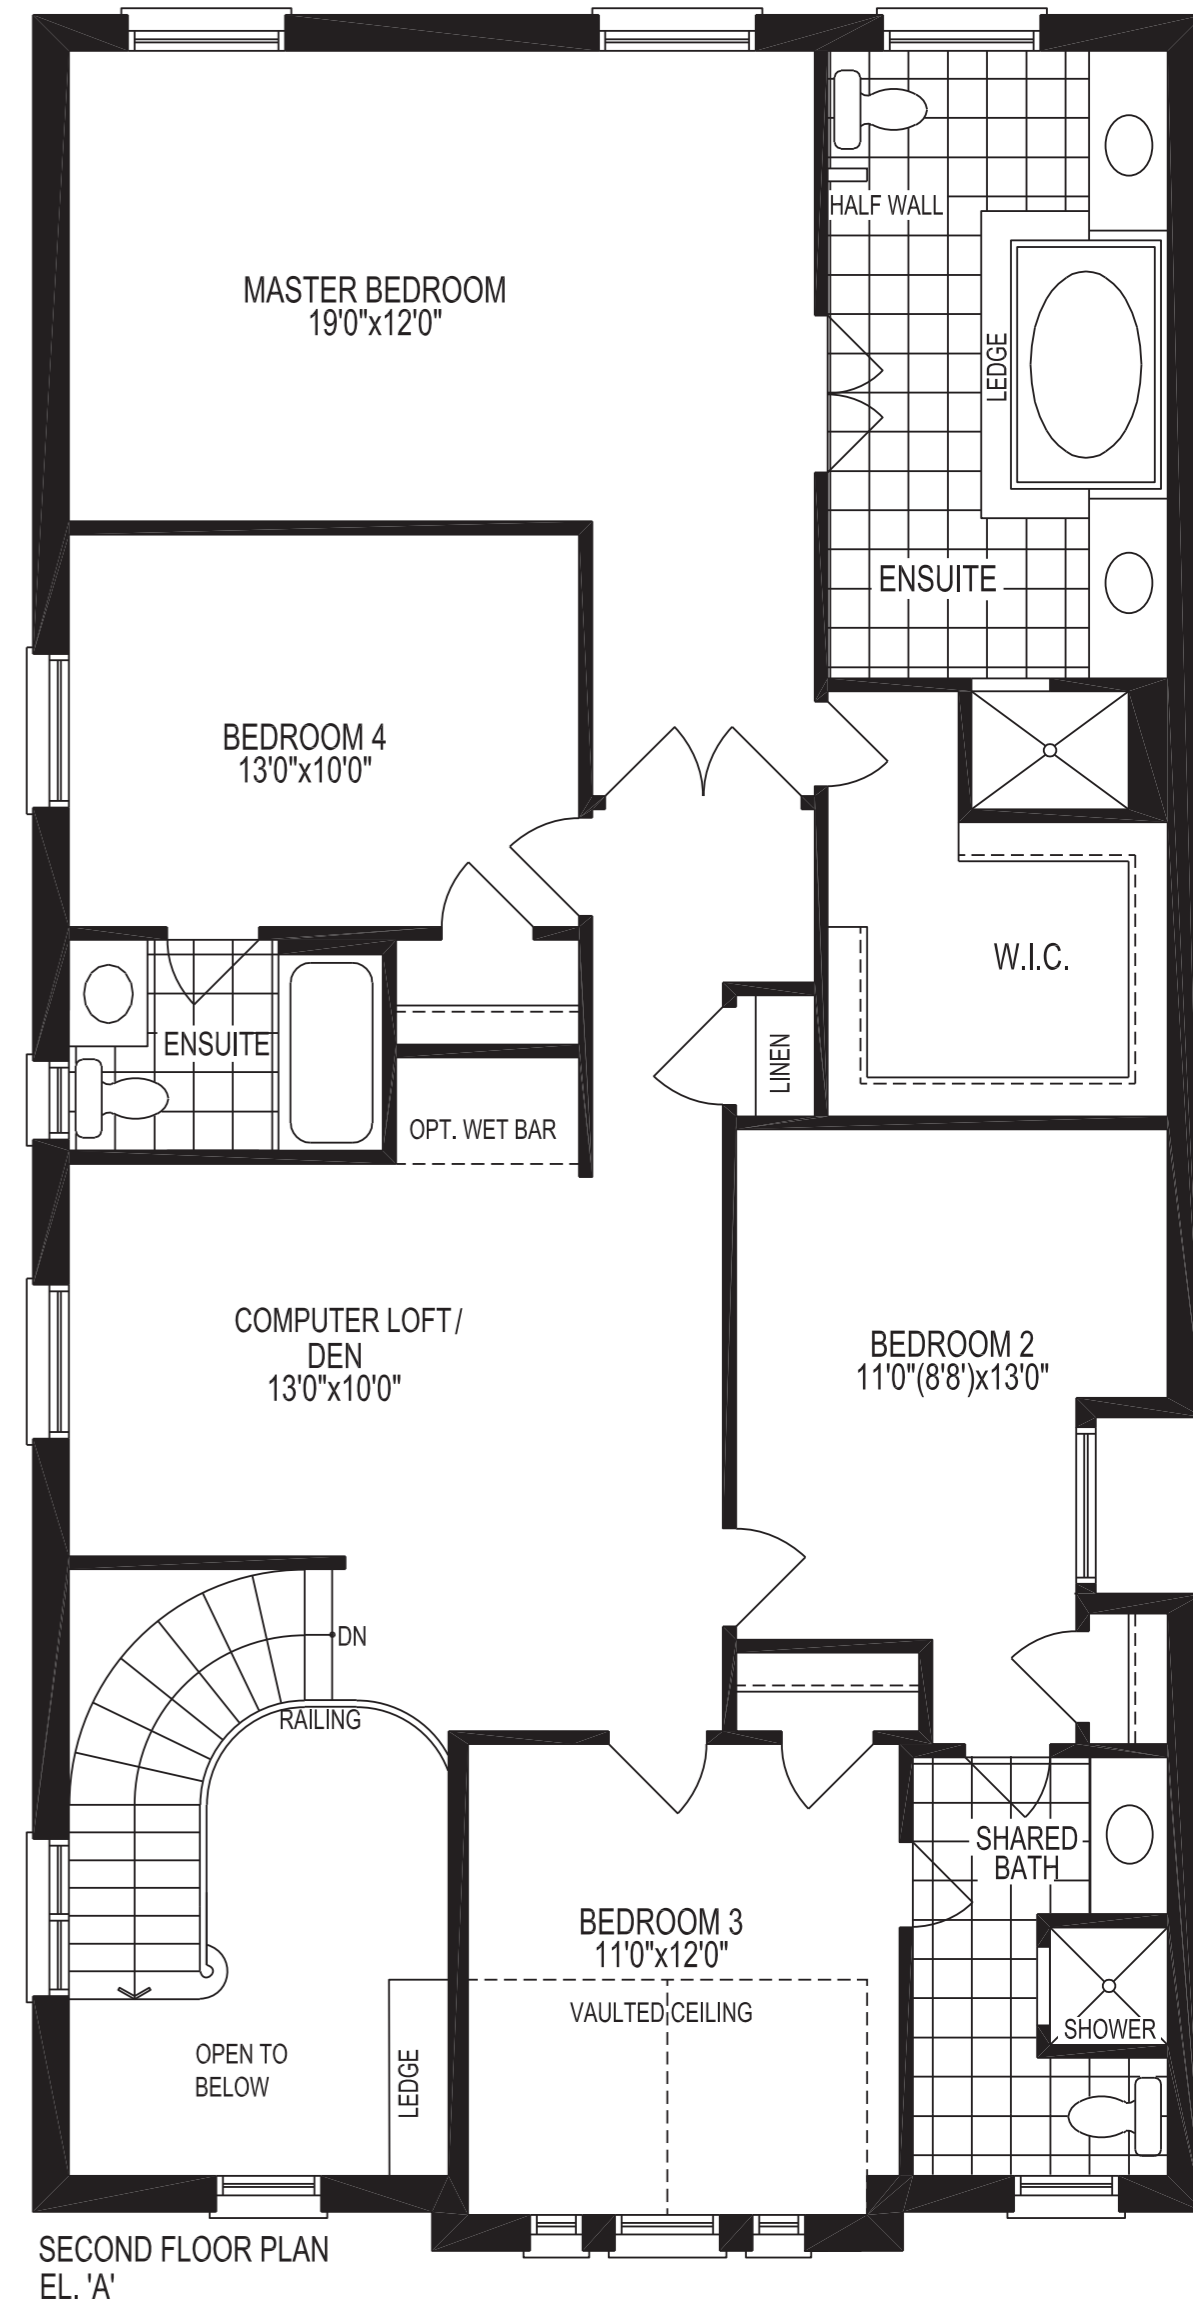 HALF WALL
MASTER BEDROOM
19'0"x12'0"
LEDGE
ENSUITE
BEDROOM 4
13'0"x10'0"
W.I.C.
ENSUITE
LINEN
OPT. WET BAR
COMPUTER LOFT/
DEN
13'0"x10'0"
BEDROOM 2
11'0"(8'8')x13'0"
DN
RAILING
SHARED
BATH
BEDROOM 3
11'0"x12'0"
VAULTED CEILING
SHOWER
OPEN TO
BELOW
LEDGE
SECOND FLOOR PLAN
EL. 'A'